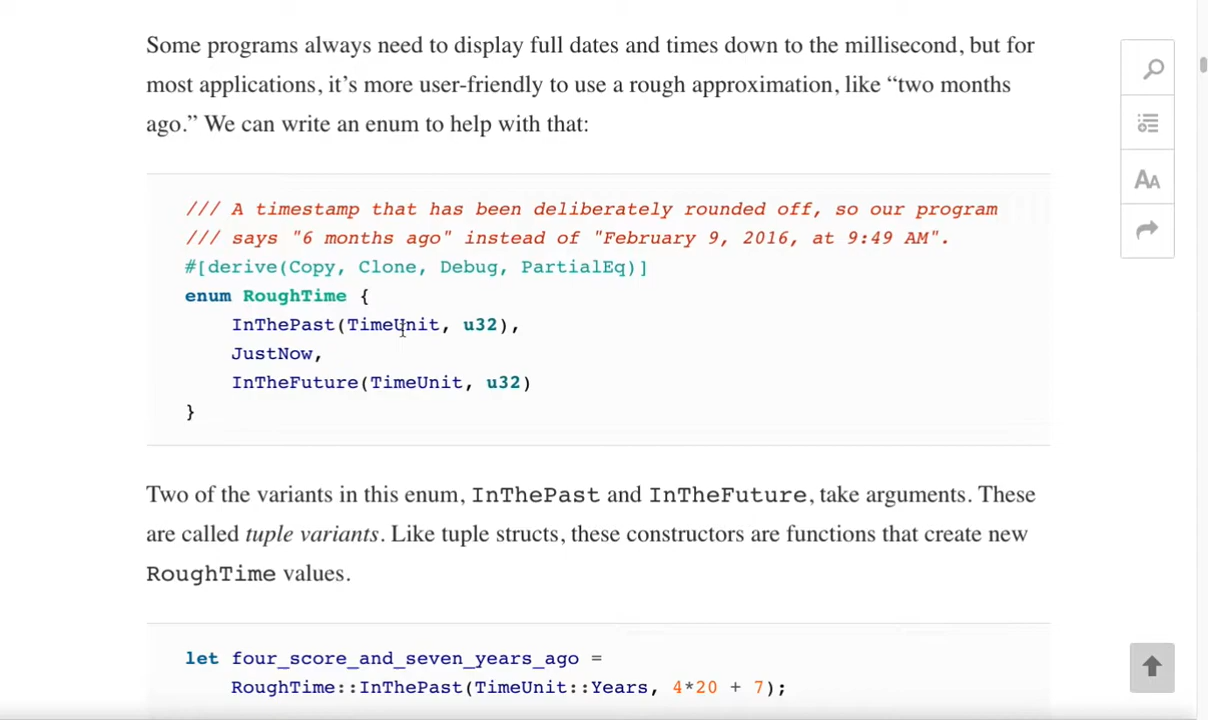 Some programs always need to display full dates and times down to the millisecond, but for
most applications, it’s more user-friendly to use a rough approximation, like “two months
ago.” We can write an enum to help with that:
/// A timestamp that has been deliberately rounded off, so our program
/// says "6 months ago" instead of "February 9, 2016, at 9:49 AM".
#[derive(Copy, Clone, Debug, PartialEq)]
enum RoughTime {
    InThePast(TimeUnit, u32),
    JustNow,
    InTheFuture(TimeUnit, u32)
}
Two of the variants in this enum, InThePast and InTheFuture, take arguments. These
are called tuple variants. Like tuple structs, these constructors are functions that create new
RoughTime values.
let four_score_and_seven_years_ago =
    RoughTime::InThePast(TimeUnit::Years, 4*20 + 7);
AA